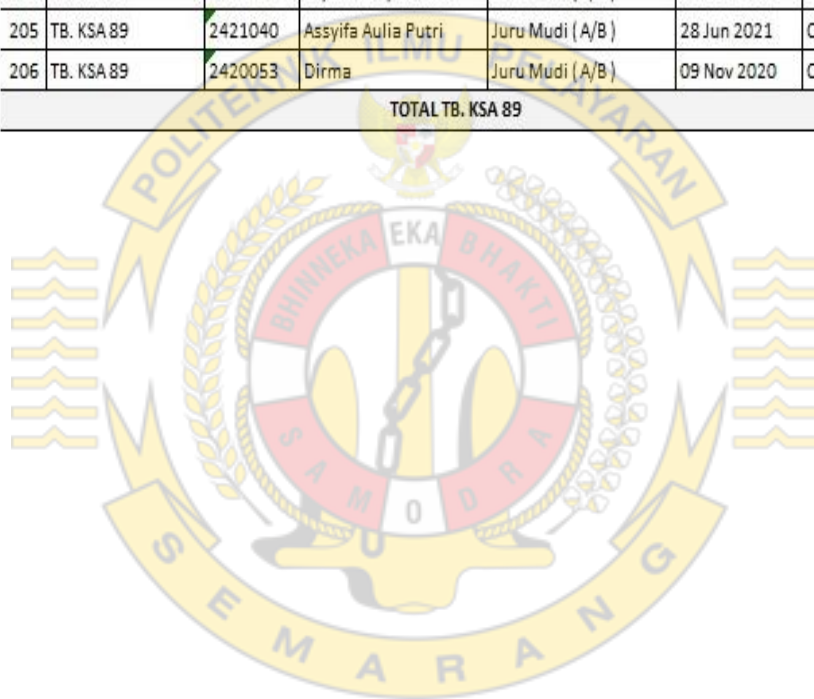 205 TB. KSA 89 2421040 Assyifa Aulia Putri Juru Mudi ( A/B ) 28 Jun 2021
206 TB. KSA 89 2420053 Dirma Juru Mudi ( A/B ) 09 Nov 2020
TOTAL TB. KSA 89
POLITEKNIK ILMU PELAYARAN
BHINNEKA EKA BHAKTI
SAMODRA
SEMARANG